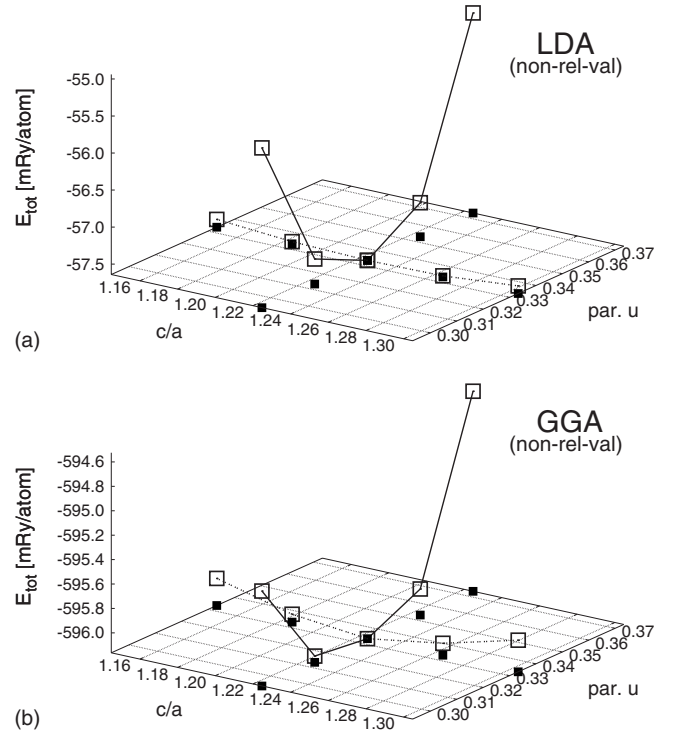 LDA
(non-rel-val)
-55.0
-55.5
-56.0
-56.5
-57.0
-57.5
E_tot [mRy/atom]
1.16 1.18 1.20 1.22 1.24 1.26 1.28 1.30
c/a
0.30 0.31 0.32 0.33 0.34 0.35 0.36 0.37
par. u
(a)
GGA
(non-rel-val)
-594.6
-594.8
-595.0
-595.2
-595.4
-595.6
-595.8
-596.0
E_tot [mRy/atom]
1.16 1.18 1.20 1.22 1.24 1.26 1.28 1.30
c/a
0.30 0.31 0.32 0.33 0.34 0.35 0.36 0.37
par. u
(b)